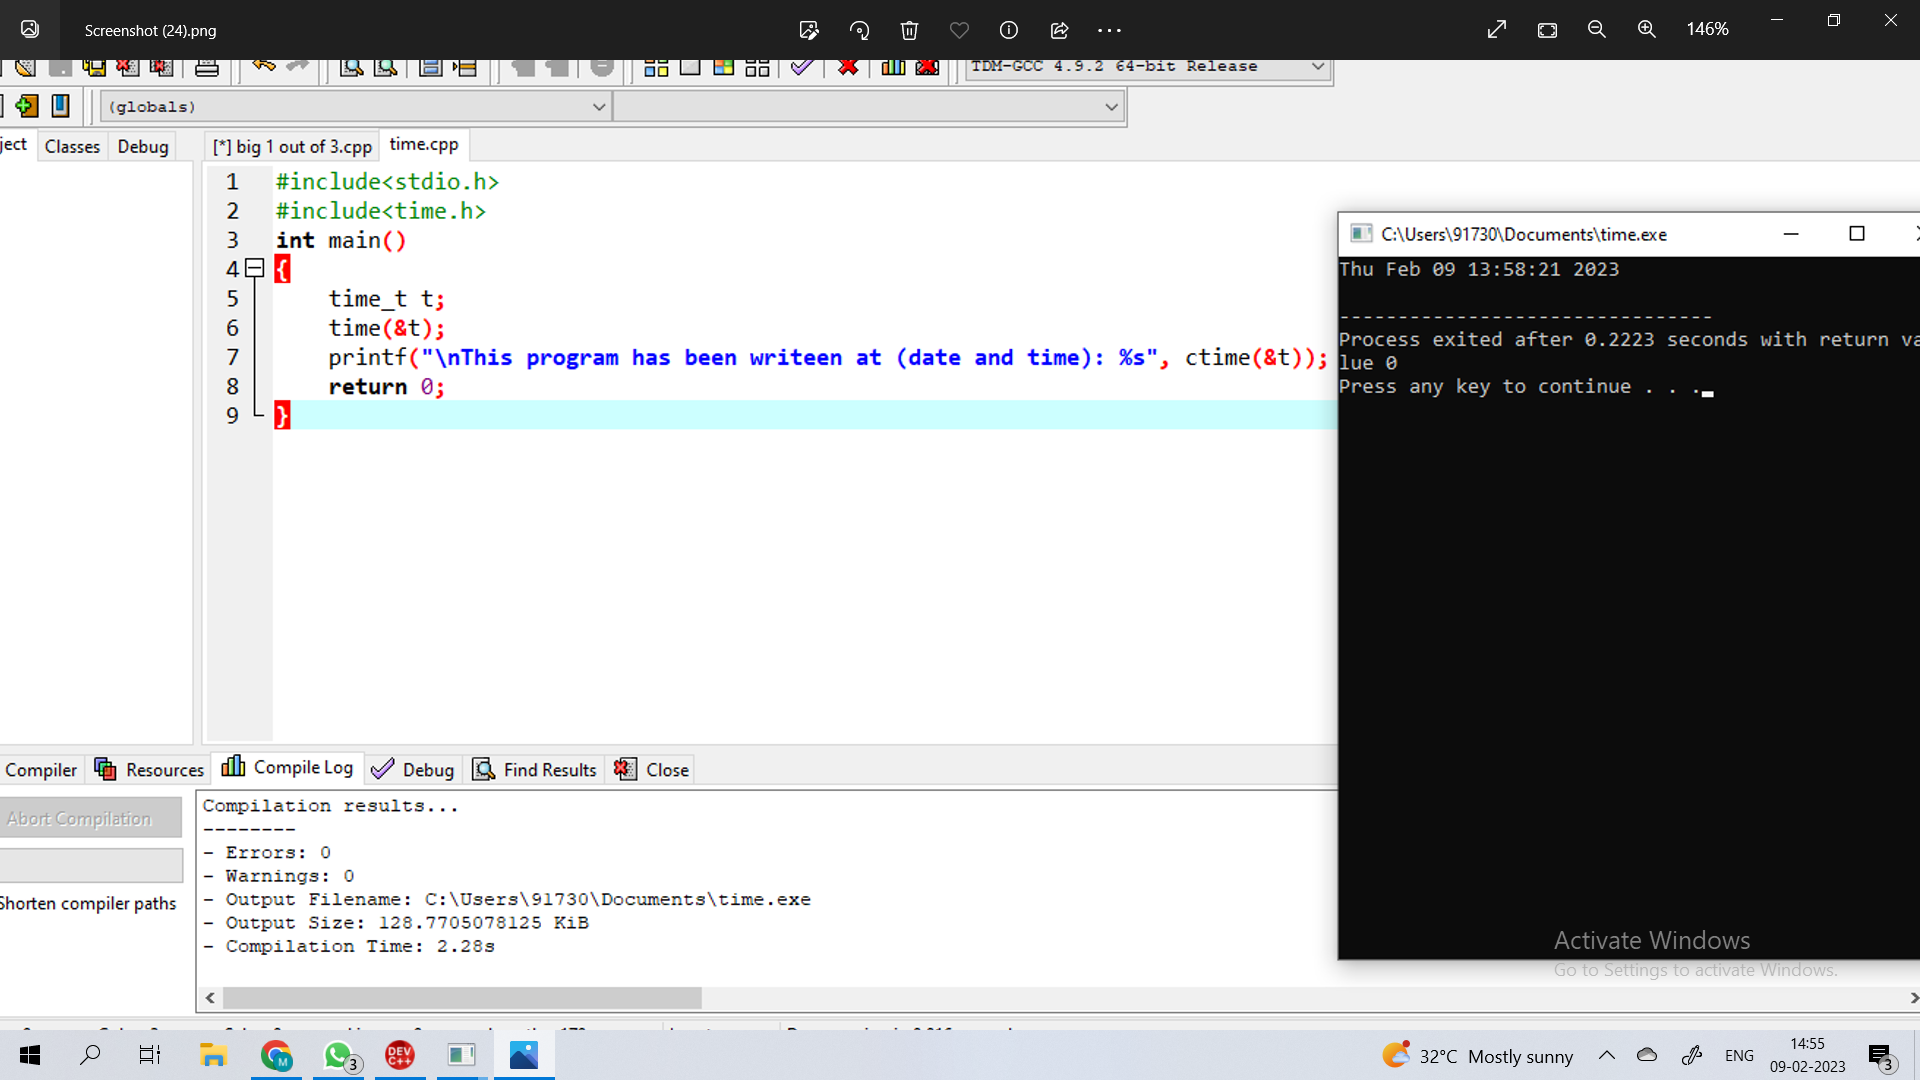 Screenshot (24).png
146%
TDM-GCC 4.9.2 64-bit Release
(globals)
ject Classes Debug
[*] big 1 out of 3.cpp time.cpp
1 #include<stdio.h>
2 #include<time.h>
3 int main()
4 {
5 time_t t;
6 time(&t);
7 printf("\nThis program has been writeen at (date and time): %s", ctime(&t));
8 return 0;
9 }
C:\Users\91730\Documents\time.exe
Thu Feb 09 13:58:21 2023
--------------------------------
Process exited after 0.2223 seconds with return va
lue 0
Press any key to continue . . .
Compiler Resources Compile Log Debug Find Results Close
Abort Compilation
Shorten compiler paths
Compilation results...
--------
- Errors: 0
- Warnings: 0
- Output Filename: C:\Users\91730\Documents\time.exe
- Output Size: 128.7705078125 KiB
- Compilation Time: 2.28s
Activate Windows
Go to Settings to activate Windows.
M
3
DEV
C++
32°C Mostly sunny
ENG
14:55
09-02-2023
3